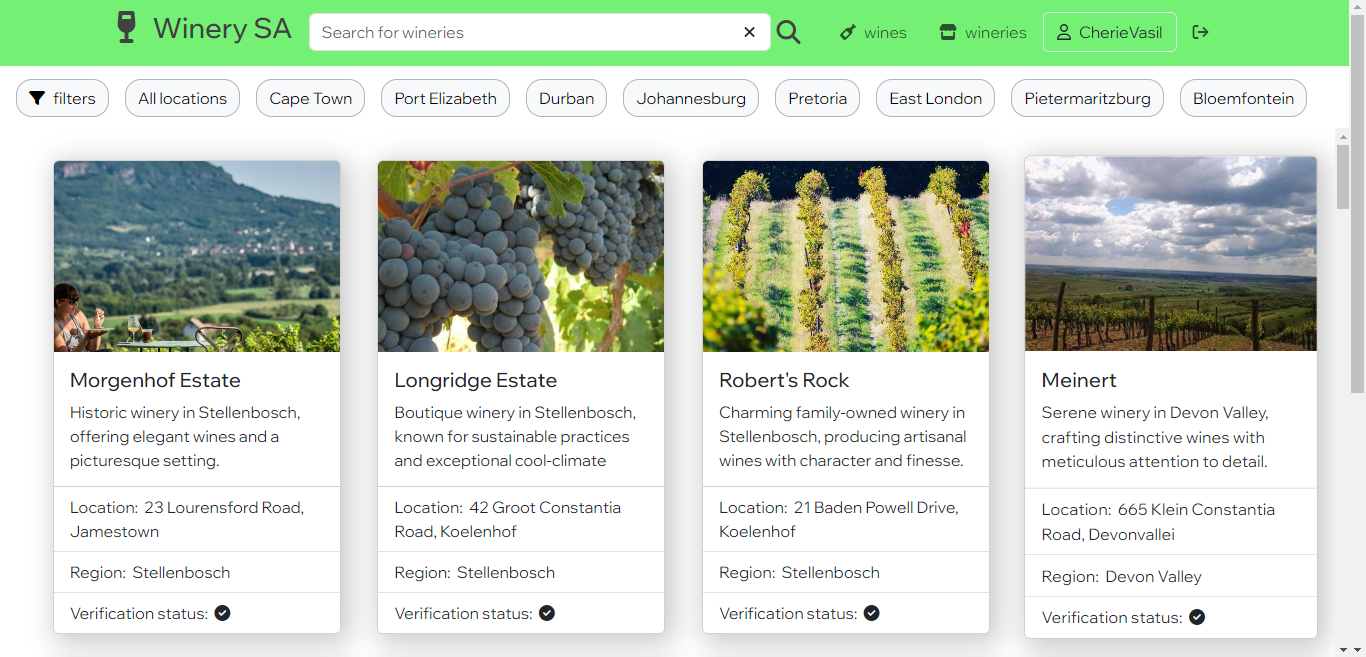 Winery SA
Search for wineries
wines
wineries
CherieVasil
filters
All locations
Cape Town
Port Elizabeth
Durban
Johannesburg
Pretoria
East London
Pietermaritzburg
Bloemfontein
Morgenhof Estate
Historic winery in Stellenbosch,
offering elegant wines and a
picturesque setting.
Location: 23 Lourensford Road,
Jamestown
Region: Stellenbosch
Verification status:
Longridge Estate
Boutique winery in Stellenbosch,
known for sustainable practices
and exceptional cool-climate
Location: 42 Groot Constantia
Road, Koelenhof
Region: Stellenbosch
Verification status:
Robert's Rock
Charming family-owned winery in
Stellenbosch, producing artisanal
wines with character and finesse.
Location: 21 Baden Powell Drive,
Koelenhof
Region: Stellenbosch
Verification status:
Meinert
Serene winery in Devon Valley,
crafting distinctive wines with
meticulous attention to detail.
Location: 665 Klein Constantia
Road, Devonvallei
Region: Devon Valley
Verification status: